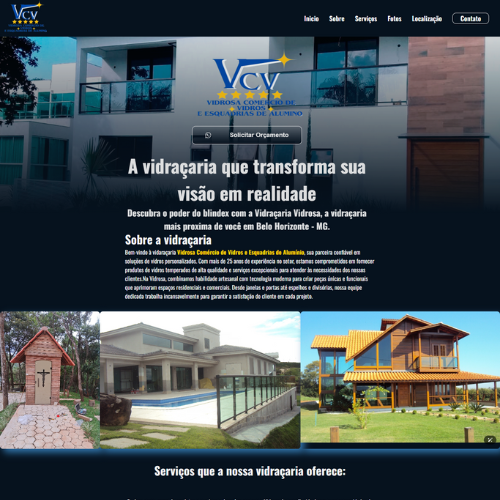 VCV
Inicio
Sobre
Serviços
Fotos
Localização
Contato
VCV
VIDROSA COMÉRCIO DE
VIDROS
E ESQUADRIAS DE ALUMINO
Solicitar Orçamento
A vidraçaria que transforma sua
visão em realidade
Descubra o poder do blindex com a Vidraçaria Vidrosa, a vidraçaria
mais proxima de você em Belo Horizonte - MG.
Sobre a vidraçaria
Bem-vindo à vidaraçaria Vidrosa Comércio de Vidros e Esquadrias de Alumínio, sua parceira confiável em
soluções de vidros personalizados. Com mais de 25 anos de experiência no setor, estamos comprometidos em fornecer
produtos de vidros temperados de alta qualidade e serviços excepcionais para atender às necessidades dos nossos
clientes.Na Vidrosa, combinamos habilidade artesanal com tecnologia moderna para criar peças únicas e funcionais
que aprimoram espaços residenciais e comerciais. Desde janelas e portas até espelhos e divisórias, nossa equipe
dedicada trabalha incansavelmente para garantir a satisfação do cliente em cada projeto.
Serviços que a nossa vidraçaria oferece: